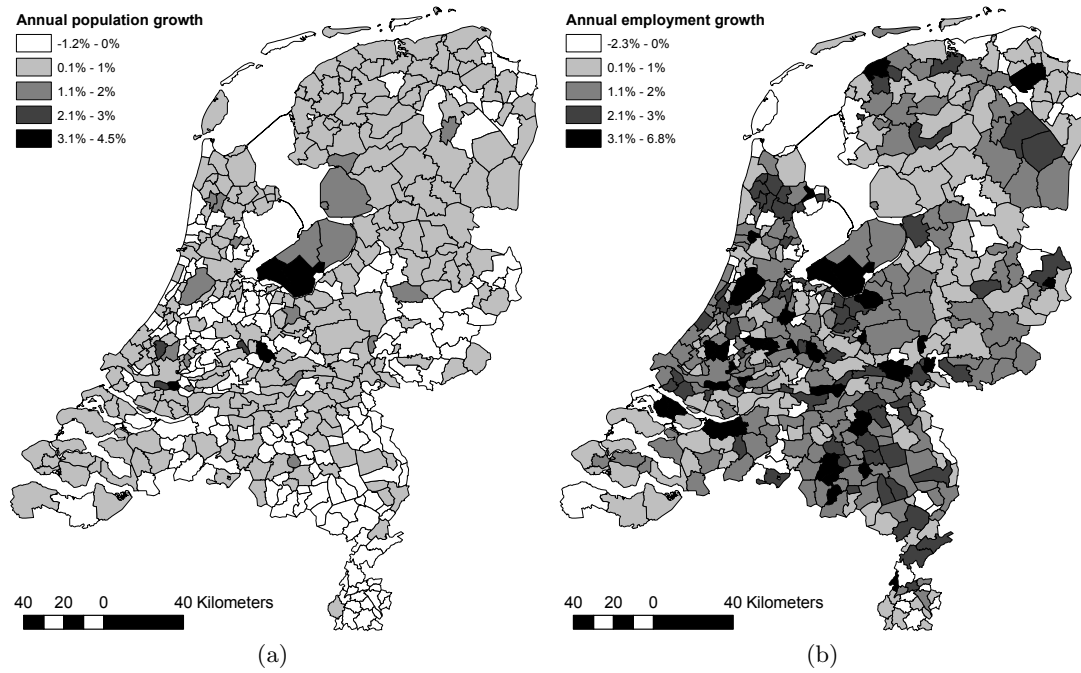 Annual population growth
-1.2% - 0%
0.1% - 1%
1.1% - 2%
2.1% - 3%
3.1% - 4.5%
40 20 0 40 Kilometers
(a)
Annual employment growth
-2.3% - 0%
0.1% - 1%
1.1% - 2%
2.1% - 3%
3.1% - 6.8%
40 20 0 40 Kilometers
(b)